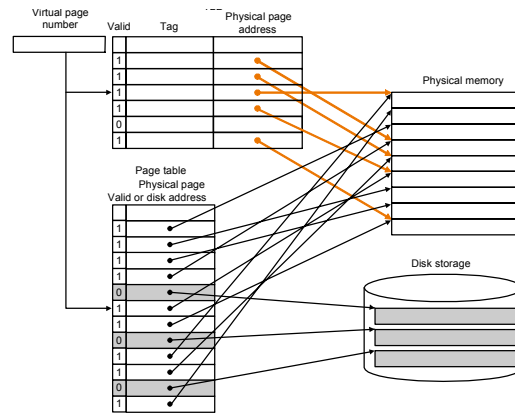 Virtual page
number
Valid
Tag
Physical page
address
0
1
1
1
1
0
1
Physical memory
Page table
Physical page
Valid or disk address
1
1
1
1
0
1
1
0
1
1
0
1
Disk storage